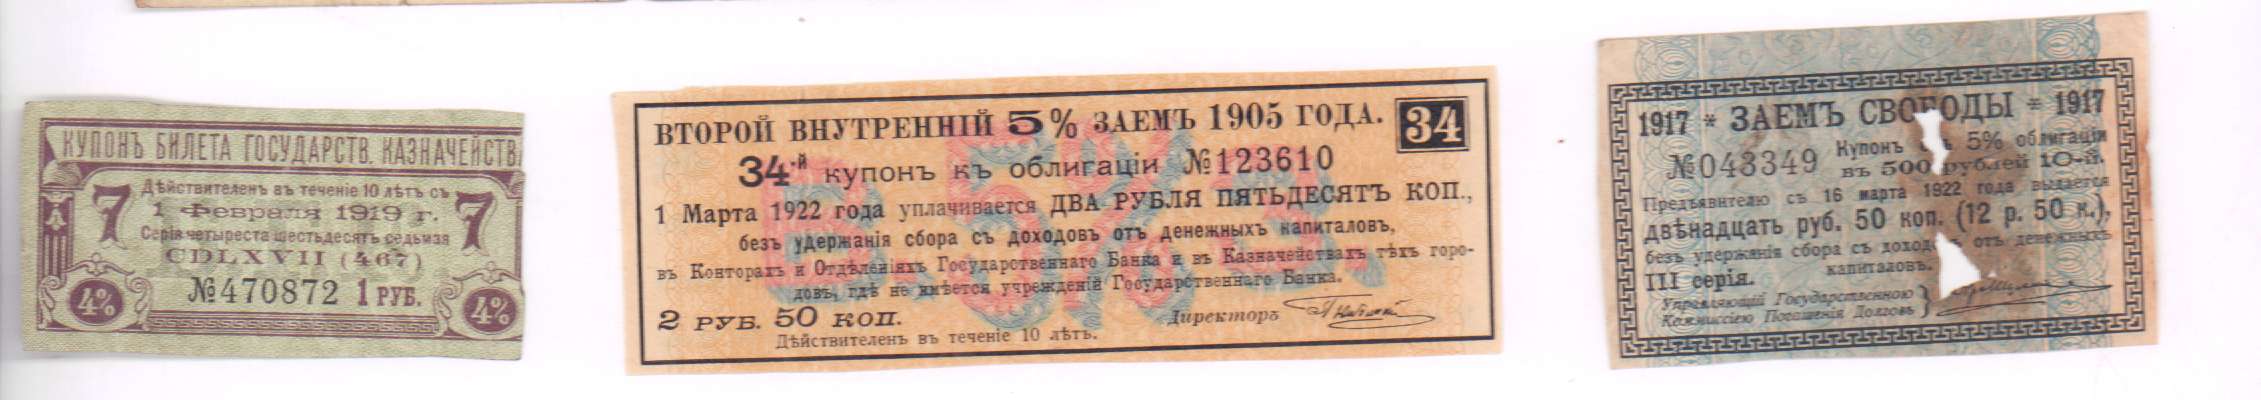 КУПОНЪ БИЛЕТА ГОСУДАРСТВ. КАЗНАЧЕЙСТВ
7 Дѣйствителенъ въ теченіе 10 лѣтъ съ 7
1 Февраля 1919 г.
Серія четыреста шестьдесятъ седьмая
CDLXVII (467)
№470872 1 РУБ.
4% 4%
ВТОРОЙ ВНУТРЕННІЙ 5% ЗАЕМЪ 1905 ГОДА. 34
34-й купонъ къ облигаціи №123610
1 Марта 1922 года уплачивается ДВА РУБЛЯ ПЯТЬДЕСЯТЪ КОП.,
безъ удержанія сбора съ доходовъ отъ денежныхъ капиталовъ,
въ Конторахъ и Отдѣленіяхъ Государственнаго Банка и въ Казначействахъ тѣхъ горо-
довъ, гдѣ не имѣется учрежденій Государственнаго Банка.
2 РУБ. 50 КОП. Директоръ
Дѣйствителенъ въ теченіе 10 лѣтъ.
1917 * ЗАЕМЪ СВОБОДЫ * 1917
№043349 Купонъ къ 5% облигаціи
въ 500 рублей 10-й.
Предъявителю съ 16 марта 1922 года выдается
двѣнадцать руб. 50 коп. (12 р. 50 к.),
безъ удержанія сбора съ доходовъ отъ денежныхъ
III серія. капиталовъ.
Управляющій Государственною
Коммиссіею Погашенія Долговъ }